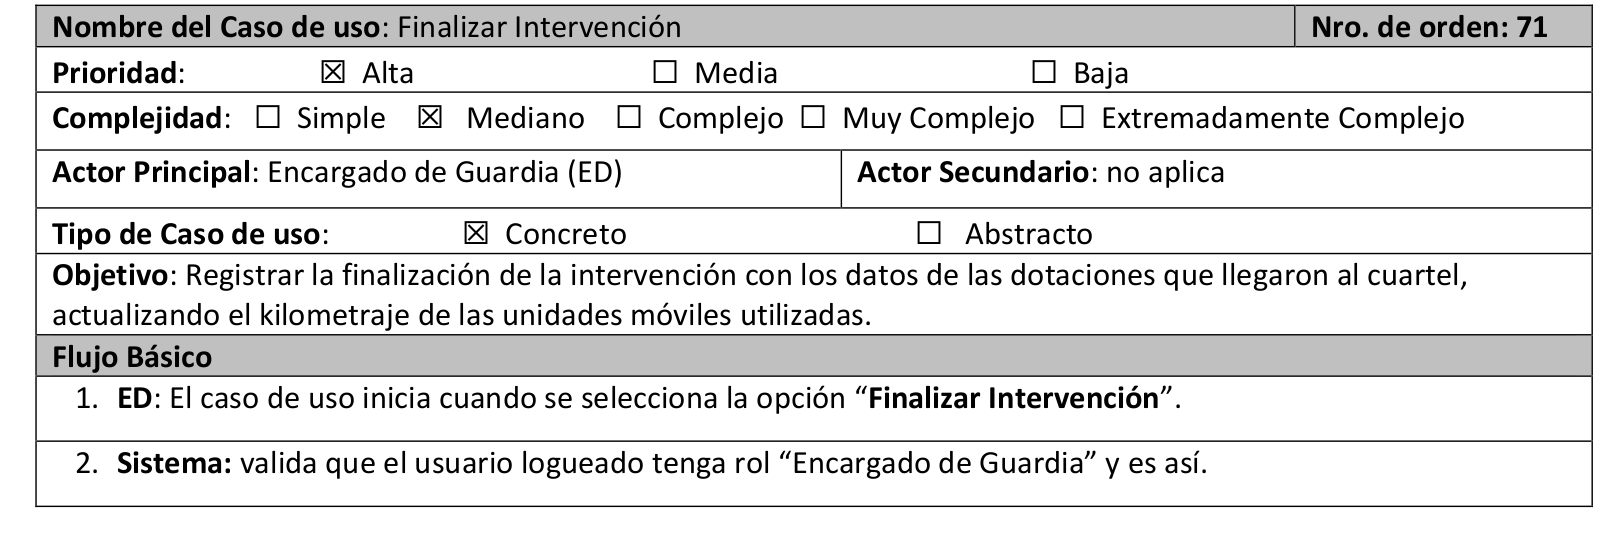 Nombre del Caso de uso: Finalizar Intervención Nro. de orden: 71
Prioridad: ☒ Alta ☐ Media ☐ Baja
Complejidad: ☐ Simple ☒ Mediano ☐ Complejo ☐ Muy Complejo ☐ Extremadamente Complejo
Actor Principal: Encargado de Guardia (ED) Actor Secundario: no aplica
Tipo de Caso de uso: ☒ Concreto ☐ Abstracto
Objetivo: Registrar la finalización de la intervención con los datos de las dotaciones que llegaron al cuartel,
actualizando el kilometraje de las unidades móviles utilizadas.
Flujo Básico
1. ED: El caso de uso inicia cuando se selecciona la opción “Finalizar Intervención”.
2. Sistema: valida que el usuario logueado tenga rol “Encargado de Guardia” y es así.